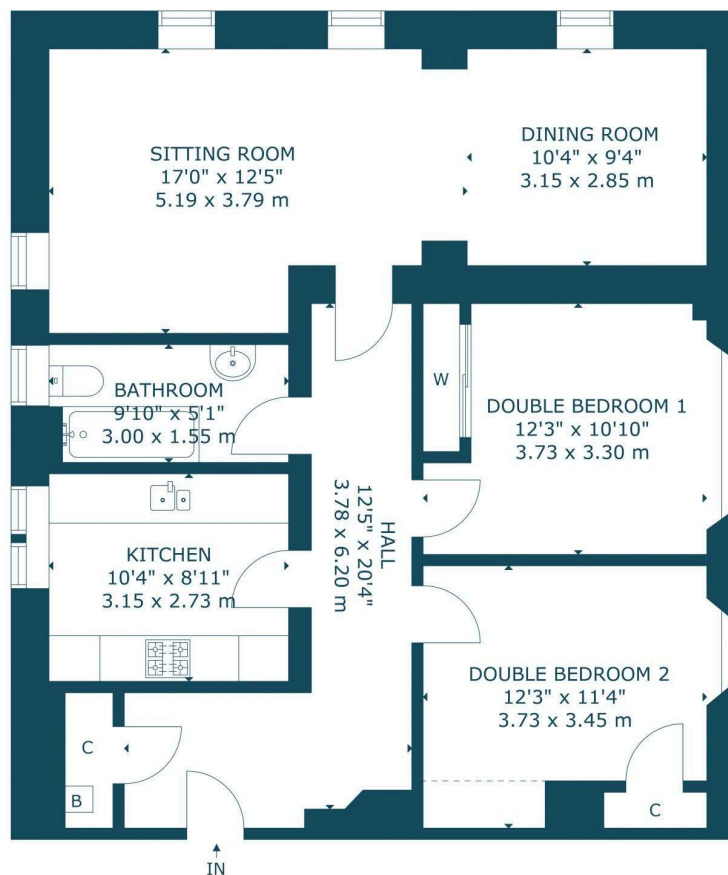 SITTING ROOM
17'0" x 12'5"
5.19 x 3.79 m
DINING ROOM
10'4" x 9'4"
3.15 x 2.85 m
BATHROOM
9'10" x 5'1"
3.00 x 1.55 m
W
DOUBLE BEDROOM 1
12'3" x 10'10"
3.73 x 3.30 m
HALL
12'5" x 20'4"
3.78 x 6.20 m
KITCHEN
10'4" x 8'11"
3.15 x 2.73 m
DOUBLE BEDROOM 2
12'3" x 11'4"
3.73 x 3.45 m
C
B
C
IN